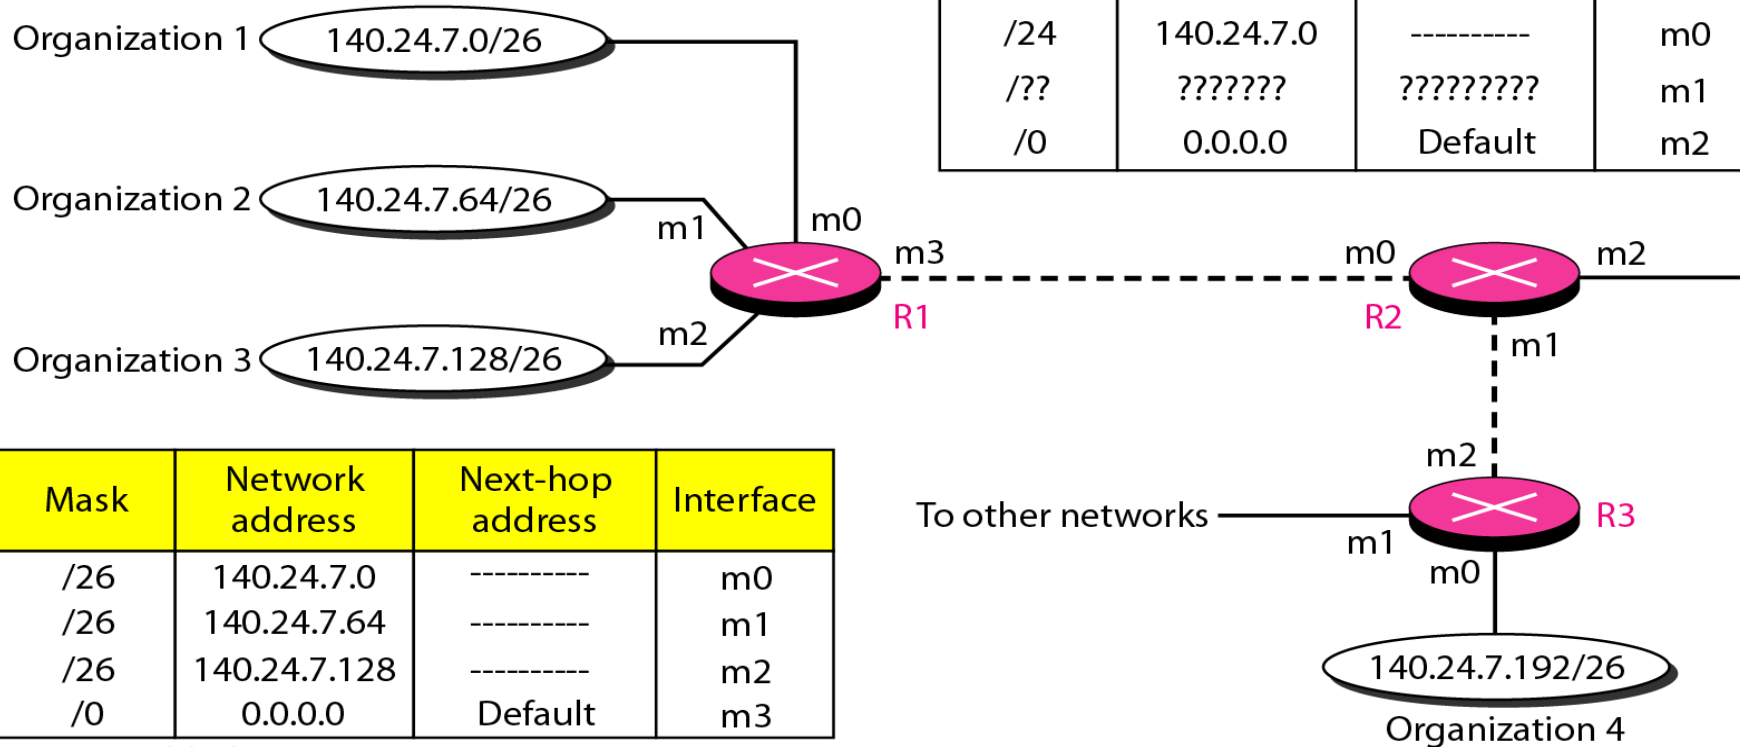 Organization 1
140.24.7.0/26
/24 140.24.7.0 ---------- m0
/?? ??????? ????????? m1
/0 0.0.0.0 Default m2
Organization 2
140.24.7.64/26
m1
m0
m3
m0
m2
R1
R2
m2
m1
Organization 3
140.24.7.128/26
Mask Network address Next-hop address Interface
/26 140.24.7.0 ---------- m0
/26 140.24.7.64 ---------- m1
/26 140.24.7.128 ---------- m2
/0 0.0.0.0 Default m3
m2
To other networks
R3
m1
m0
140.24.7.192/26
Organization 4